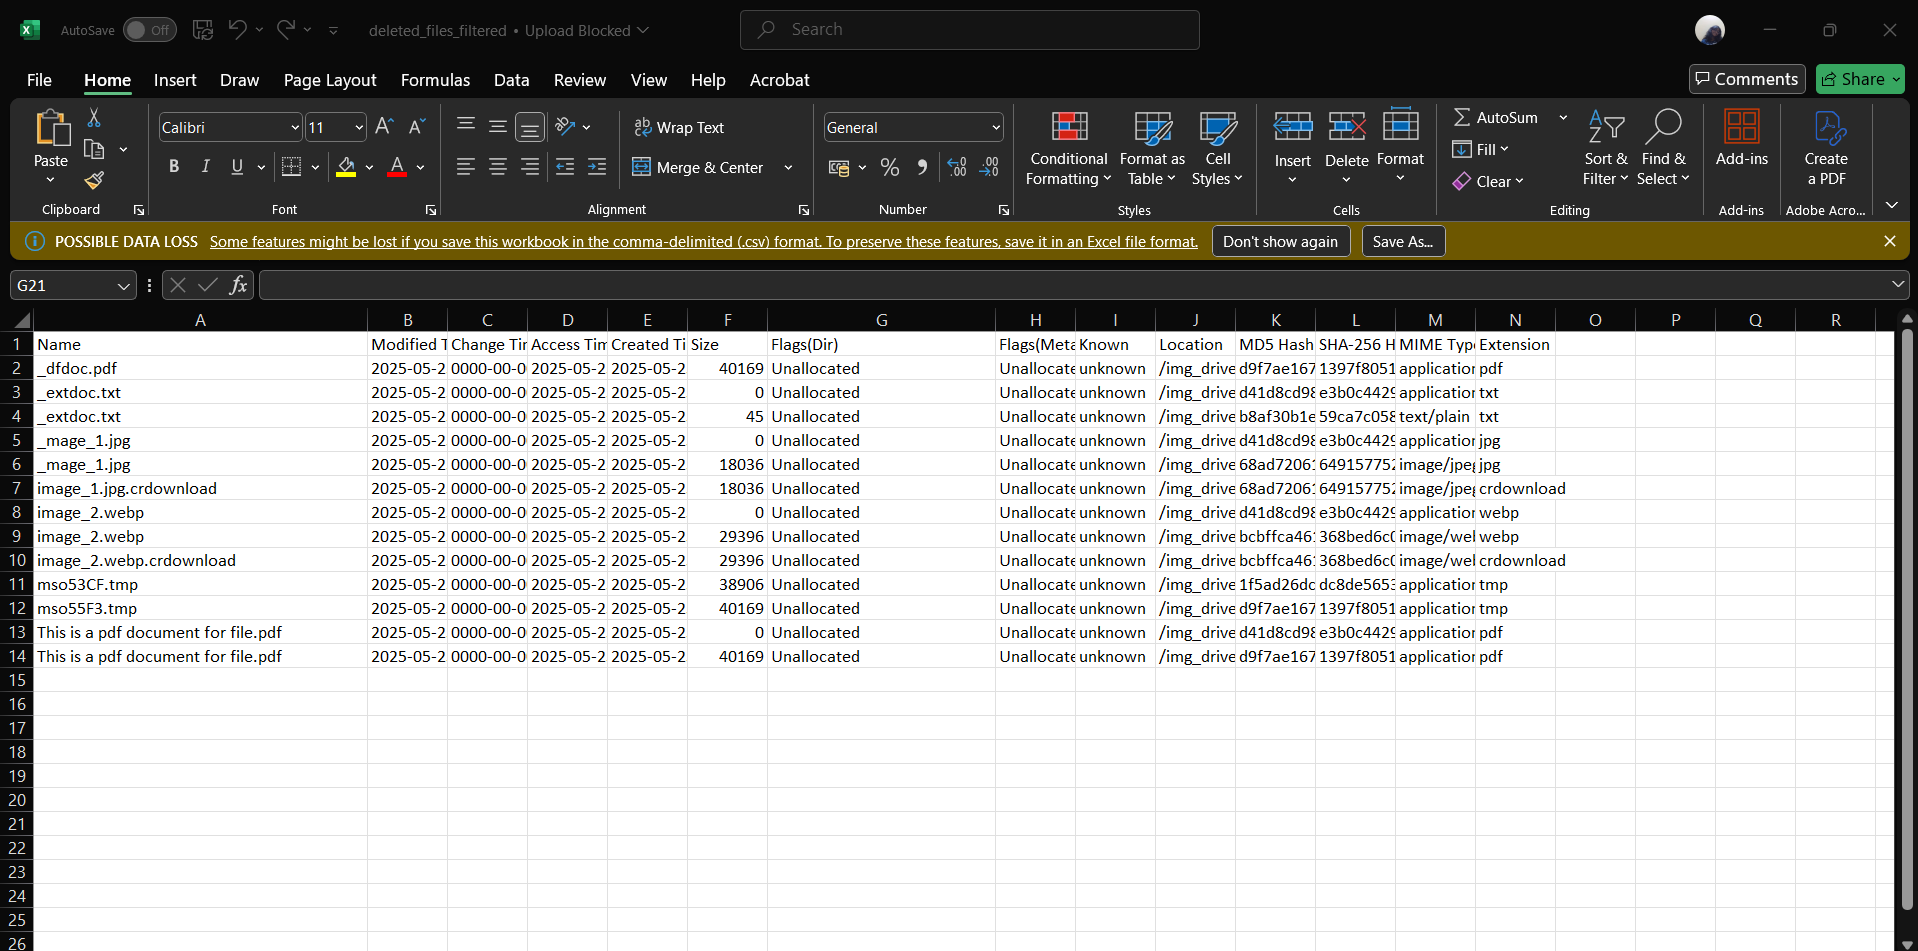 AutoSave Off deleted_files_filtered • Upload Blocked Search
File Home Insert Draw Page Layout Formulas Data Review View Help Acrobat Comments Share
Paste Calibri 11 Wrap Text General Conditional Formatting Format as Table Cell Styles Insert Delete Format AutoSum Fill Clear Sort & Filter Find & Select Add-ins Create a PDF
B I U A Merge & Center % 
Clipboard Font Alignment Number Styles Cells Editing Add-ins Adobe Acro...
POSSIBLE DATA LOSS Some features might be lost if you save this workbook in the comma-delimited (.csv) format. To preserve these features, save it in an Excel file format. Don't show again Save As...
G21 fx
A B C D E F G H I J K L M N O P Q R
1 Name Modified T Change Tir Access Tim Created Ti Size Flags(Dir) Flags(Meta Known Location MD5 Hash SHA-256 H MIME Type Extension
2 _dfdoc.pdf 2025-05-2 0000-00-0 2025-05-2 2025-05-2 40169 Unallocated Unallocate unknown /img_drive d9f7ae167 1397f8051 application pdf
3 _extdoc.txt 2025-05-2 0000-00-0 2025-05-2 2025-05-2 0 Unallocated Unallocate unknown /img_drive d41d8cd98 e3b0c4429 application txt
4 _extdoc.txt 2025-05-2 0000-00-0 2025-05-2 2025-05-2 45 Unallocated Unallocate unknown /img_drive b8af30b1e 59ca7c058 text/plain txt
5 _mage_1.jpg 2025-05-2 0000-00-0 2025-05-2 2025-05-2 0 Unallocated Unallocate unknown /img_drive d41d8cd98 e3b0c4429 application jpg
6 _mage_1.jpg 2025-05-2 0000-00-0 2025-05-2 2025-05-2 18036 Unallocated Unallocate unknown /img_drive 68ad72061 649157752 image/jpeg jpg
7 image_1.jpg.crdownload 2025-05-2 0000-00-0 2025-05-2 2025-05-2 18036 Unallocated Unallocate unknown /img_drive 68ad72061 649157752 image/jpeg crdownload
8 image_2.webp 2025-05-2 0000-00-0 2025-05-2 2025-05-2 0 Unallocated Unallocate unknown /img_drive d41d8cd98 e3b0c4429 application webp
9 image_2.webp 2025-05-2 0000-00-0 2025-05-2 2025-05-2 29396 Unallocated Unallocate unknown /img_drive bcbffca461 368bed6c0 image/wel webp
10 image_2.webp.crdownload 2025-05-2 0000-00-0 2025-05-2 2025-05-2 29396 Unallocated Unallocate unknown /img_drive bcbffca461 368bed6c0 image/wel crdownload
11 mso53CF.tmp 2025-05-2 0000-00-0 2025-05-2 2025-05-2 38906 Unallocated Unallocate unknown /img_drive 1f5ad26dc dc8de5653 application tmp
12 mso55F3.tmp 2025-05-2 0000-00-0 2025-05-2 2025-05-2 40169 Unallocated Unallocate unknown /img_drive d9f7ae167 1397f8051 application tmp
13 This is a pdf document for file.pdf 2025-05-2 0000-00-0 2025-05-2 2025-05-2 0 Unallocated Unallocate unknown /img_drive d41d8cd98 e3b0c4429 application pdf
14 This is a pdf document for file.pdf 2025-05-2 0000-00-0 2025-05-2 2025-05-2 40169 Unallocated Unallocate unknown /img_drive d9f7ae167 1397f8051 application pdf
15
16
17
18
19
20
21
22
23
24
25
26